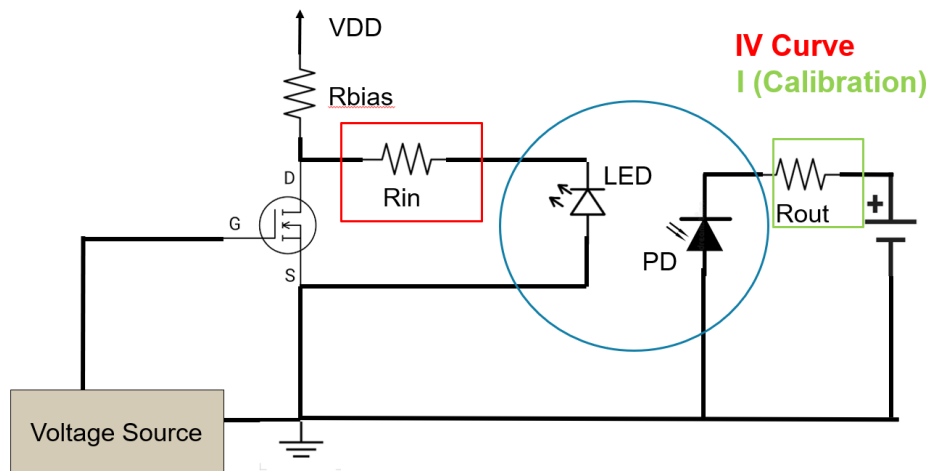 VDD
IV Curve
I (Calibration)
Rbias
D
Rin
LED
Rout
+
G
PD
S
Voltage Source